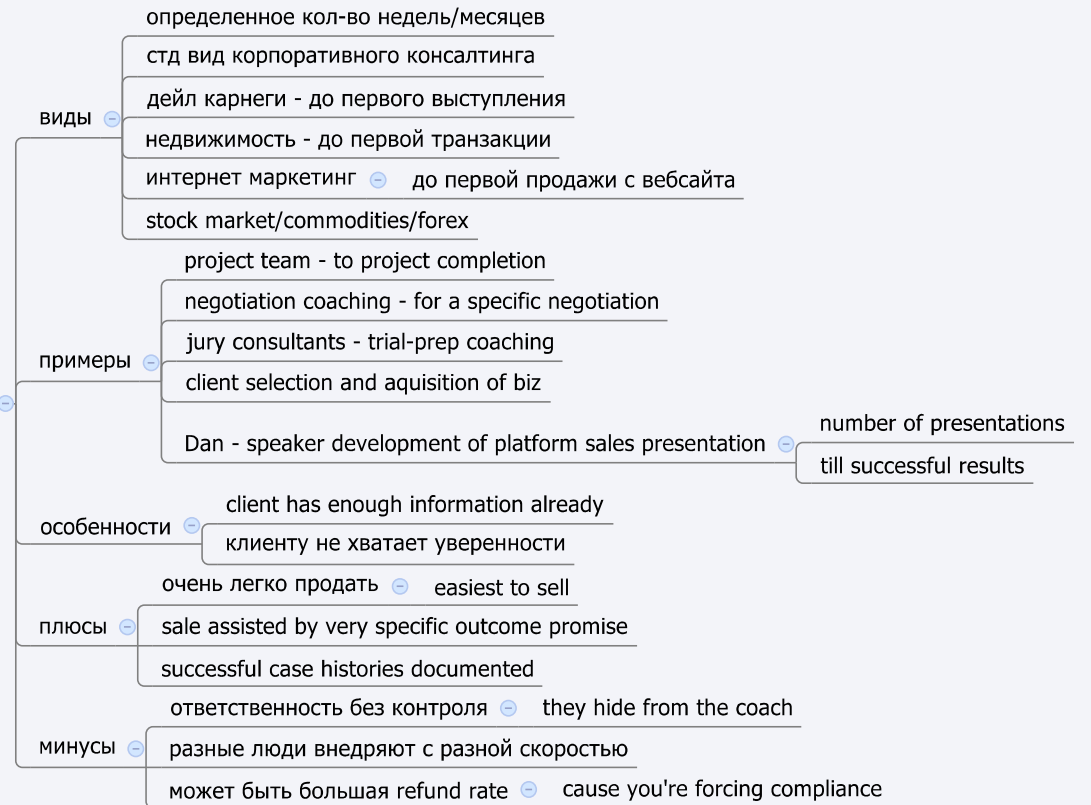 виды
определенное кол-во недель/месяцев
стд вид корпоративного консалтинга
дейл карнеги - до первого выступления
недвижимость - до первой транзакции
интернет маркетинг
до первой продажи с вебсайта
stock market/commodities/forex
примеры
project team - to project completion
negotiation coaching - for a specific negotiation
jury consultants - trial-prep coaching
client selection and aquisition of biz
Dan - speaker development of platform sales presentation
number of presentations
till successful results
особенности
client has enough information already
клиенту не хватает уверенности
плюсы
очень легко продать
easiest to sell
sale assisted by very specific outcome promise
successful case histories documented
минусы
ответственность без контроля
they hide from the coach
разные люди внедряют с разной скоростью
может быть большая refund rate
cause you're forcing compliance